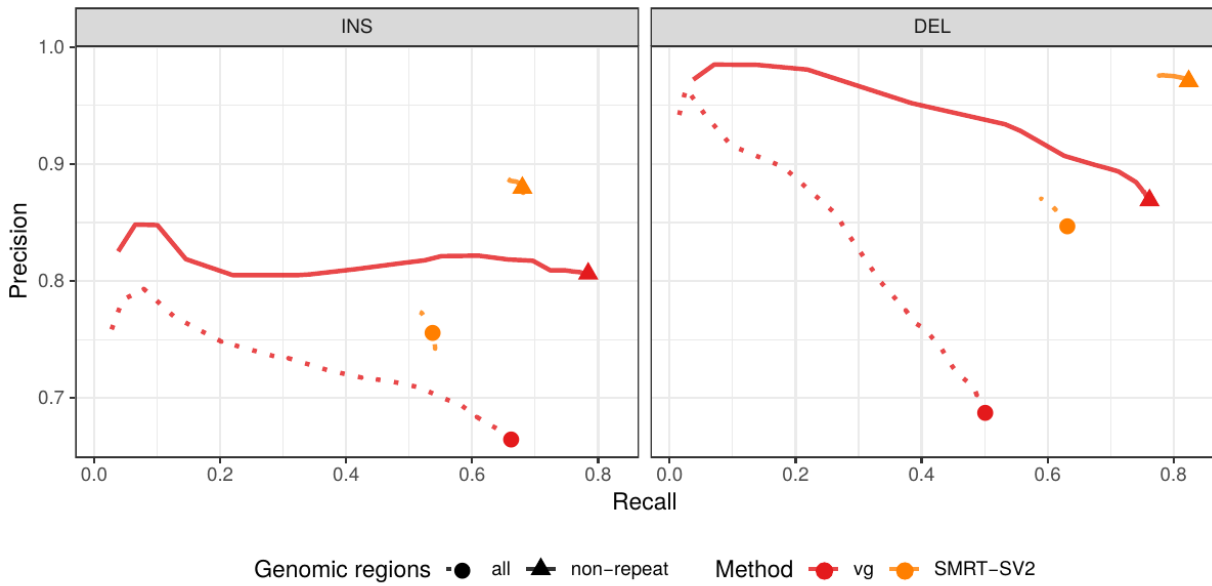 INS
DEL
Precision
1.0
0.9
0.8
0.7
0.0 0.2 0.4 0.6 0.8
0.0 0.2 0.4 0.6 0.8
Recall
Genomic regions all non−repeat Method vg SMRT−SV2